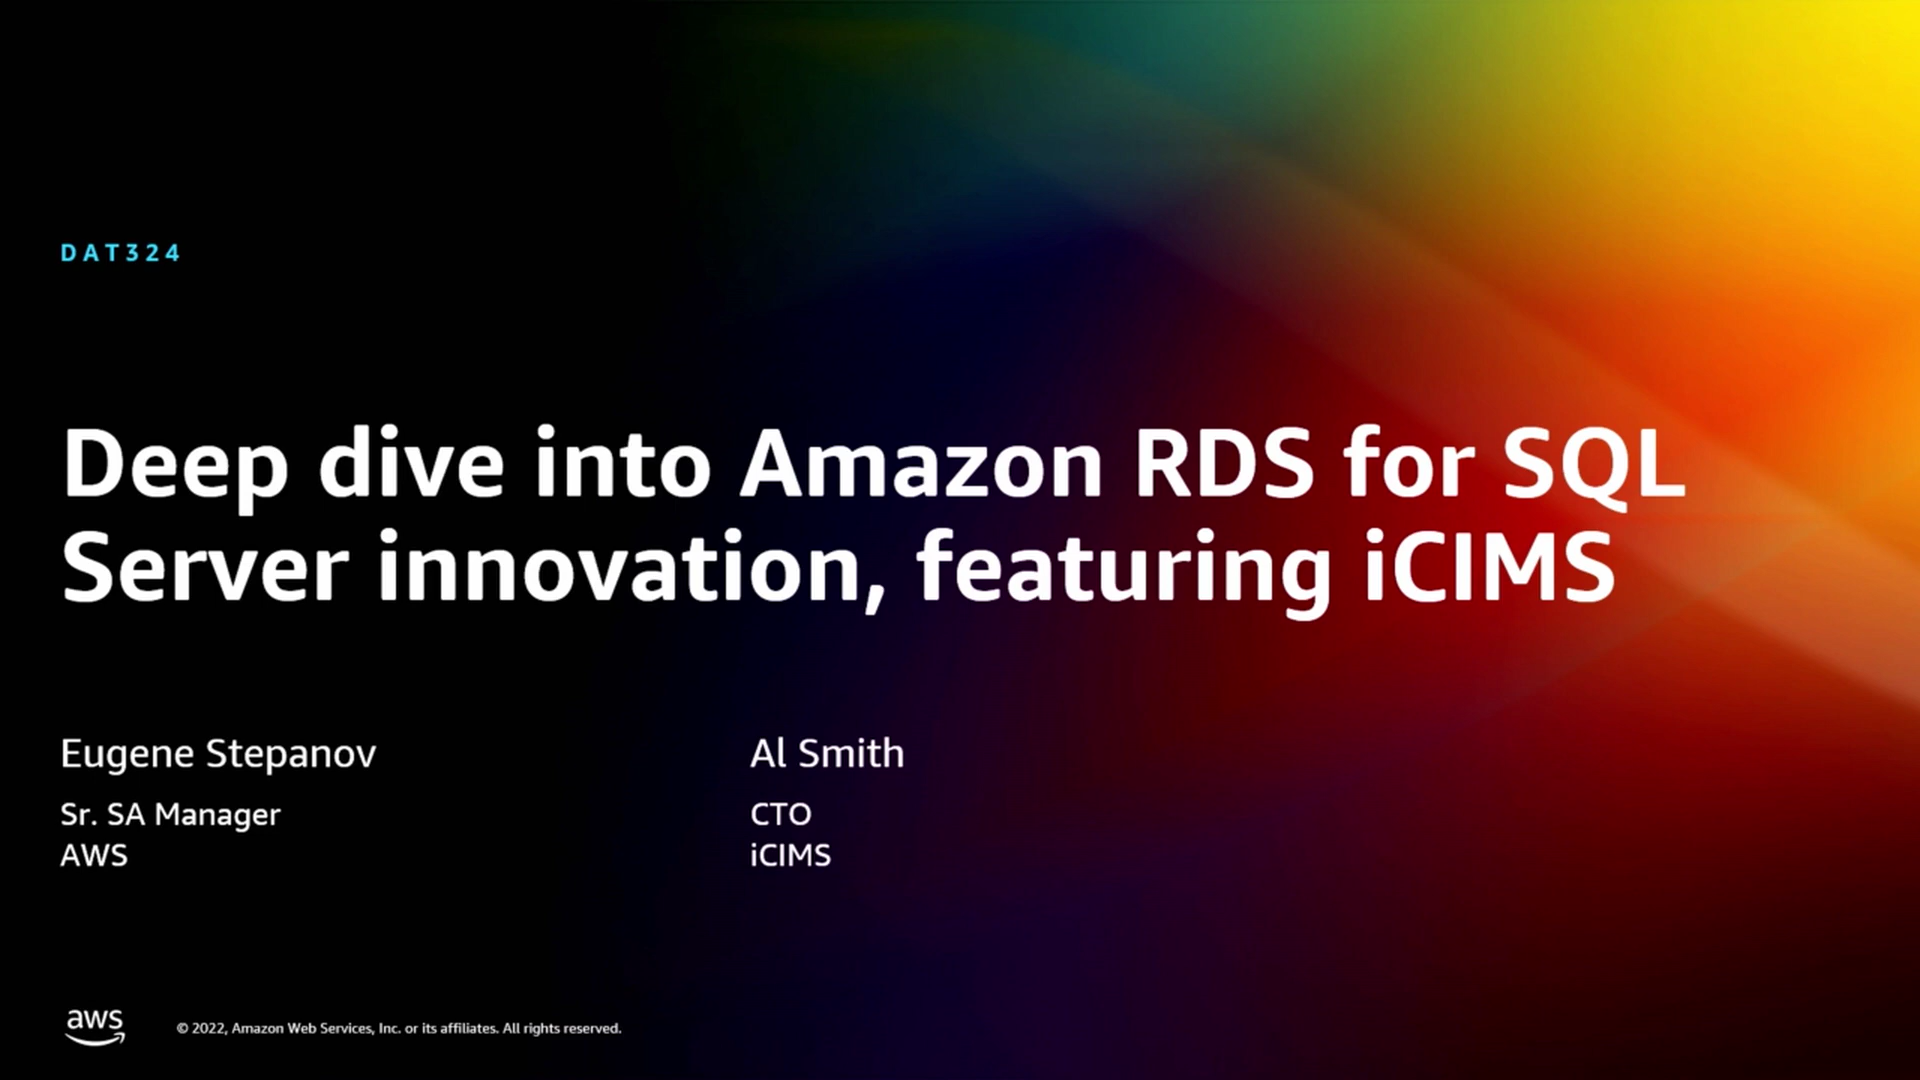 DAT324
Deep dive into Amazon RDS for SQL
Server innovation, featuring iCIMS
Eugene Stepanov
Sr. SA Manager
AWS
Al Smith
CTO
iCIMS
aws
© 2022, Amazon Web Services, Inc. or its affiliates. All rights reserved.